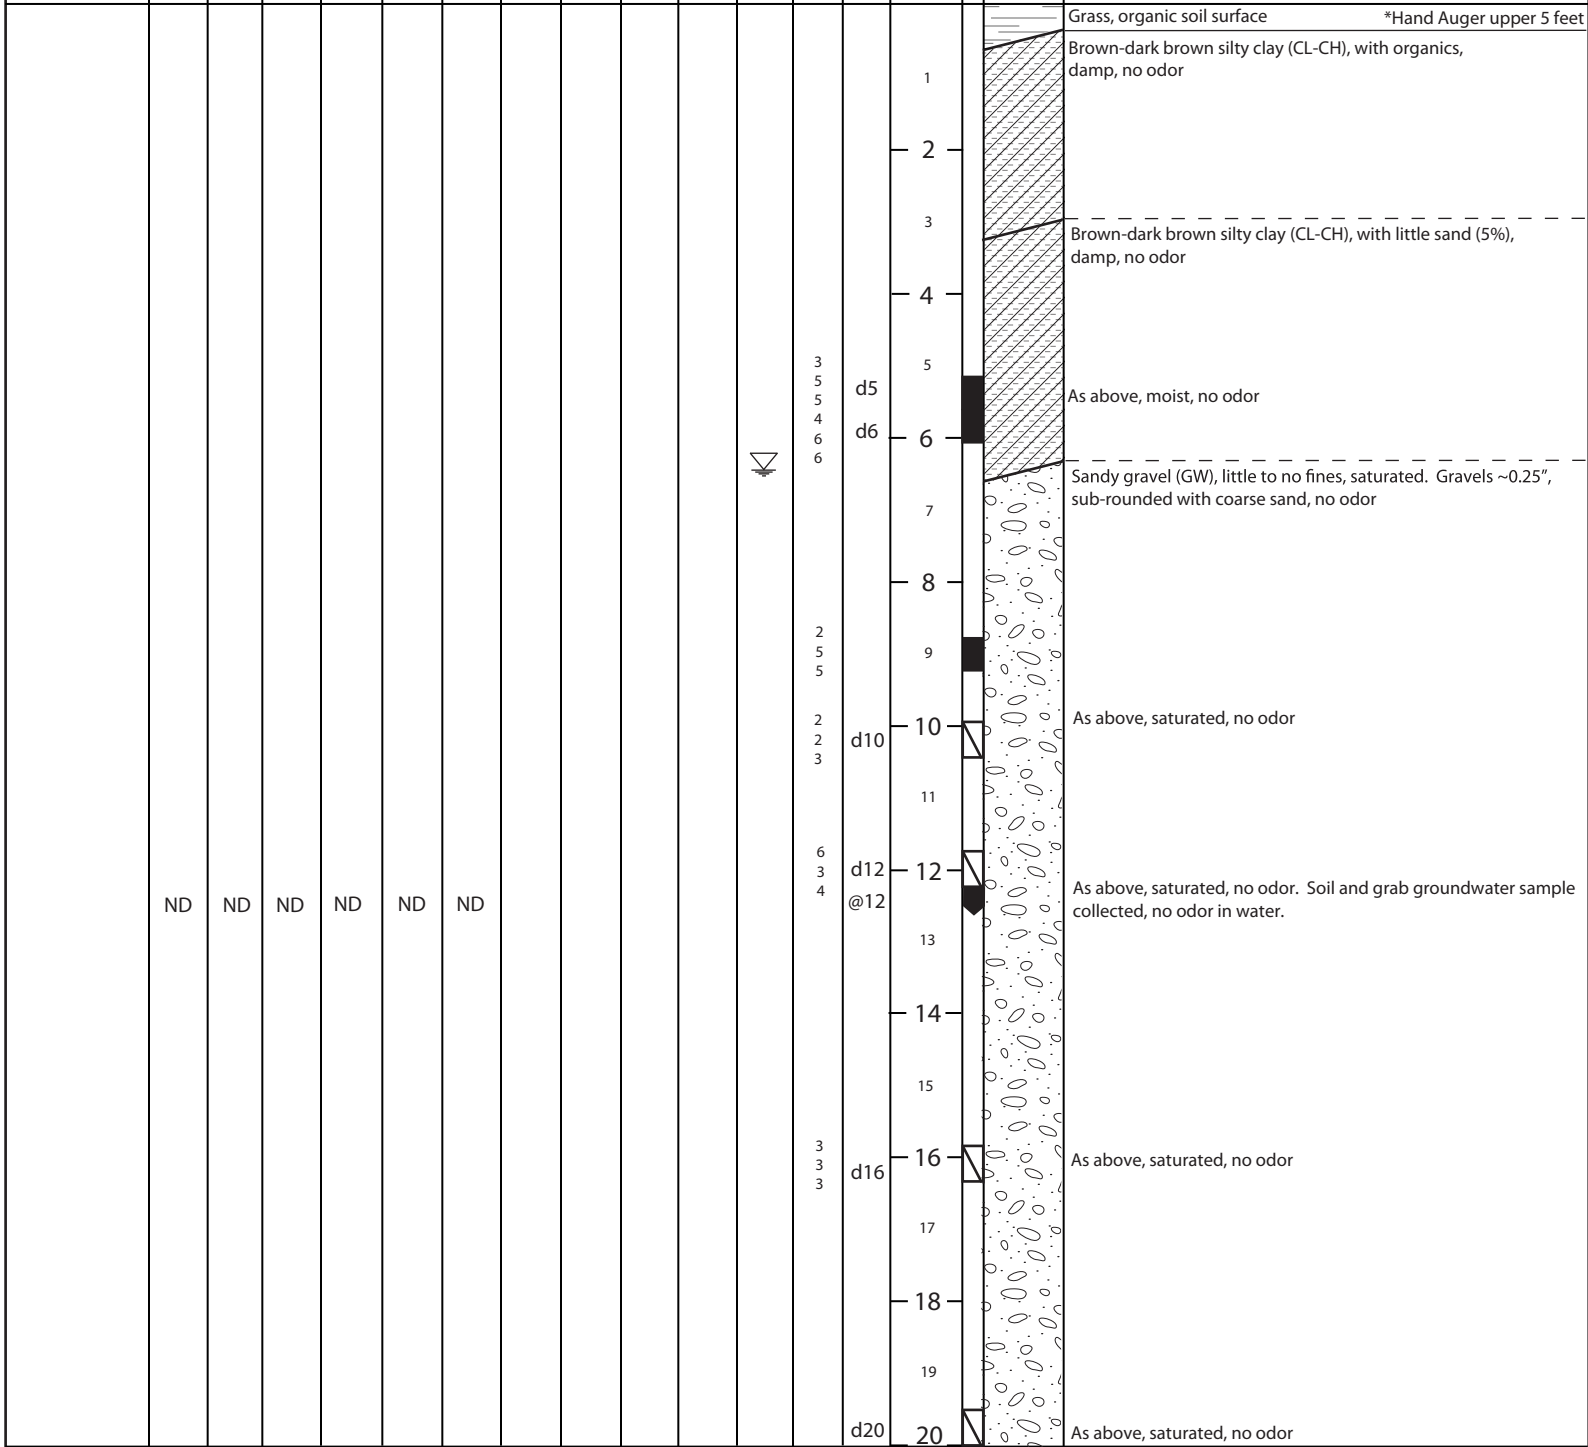 Grass, organic soil surface *Hand Auger upper 5 feet
Brown-dark brown silty clay (CL-CH), with organics,
damp, no odor
1
2
3
Brown-dark brown silty clay (CL-CH), with little sand (5%),
damp, no odor
4
3
5
5
d5
5
As above, moist, no odor
4
d6
6
6
6
Sandy gravel (GW), little to no fines, saturated. Gravels ~0.25″,
sub-rounded with coarse sand, no odor
7
8
2
5
9
5
2
10
As above, saturated, no odor
2
d10
3
11
6
3
d12
12
4
@12
As above, saturated, no odor. Soil and grab groundwater sample
collected, no odor in water.
ND ND ND ND ND ND
13
14
15
3
3
16
As above, saturated, no odor
d16
3
17
18
19
d20
20
As above, saturated, no odor